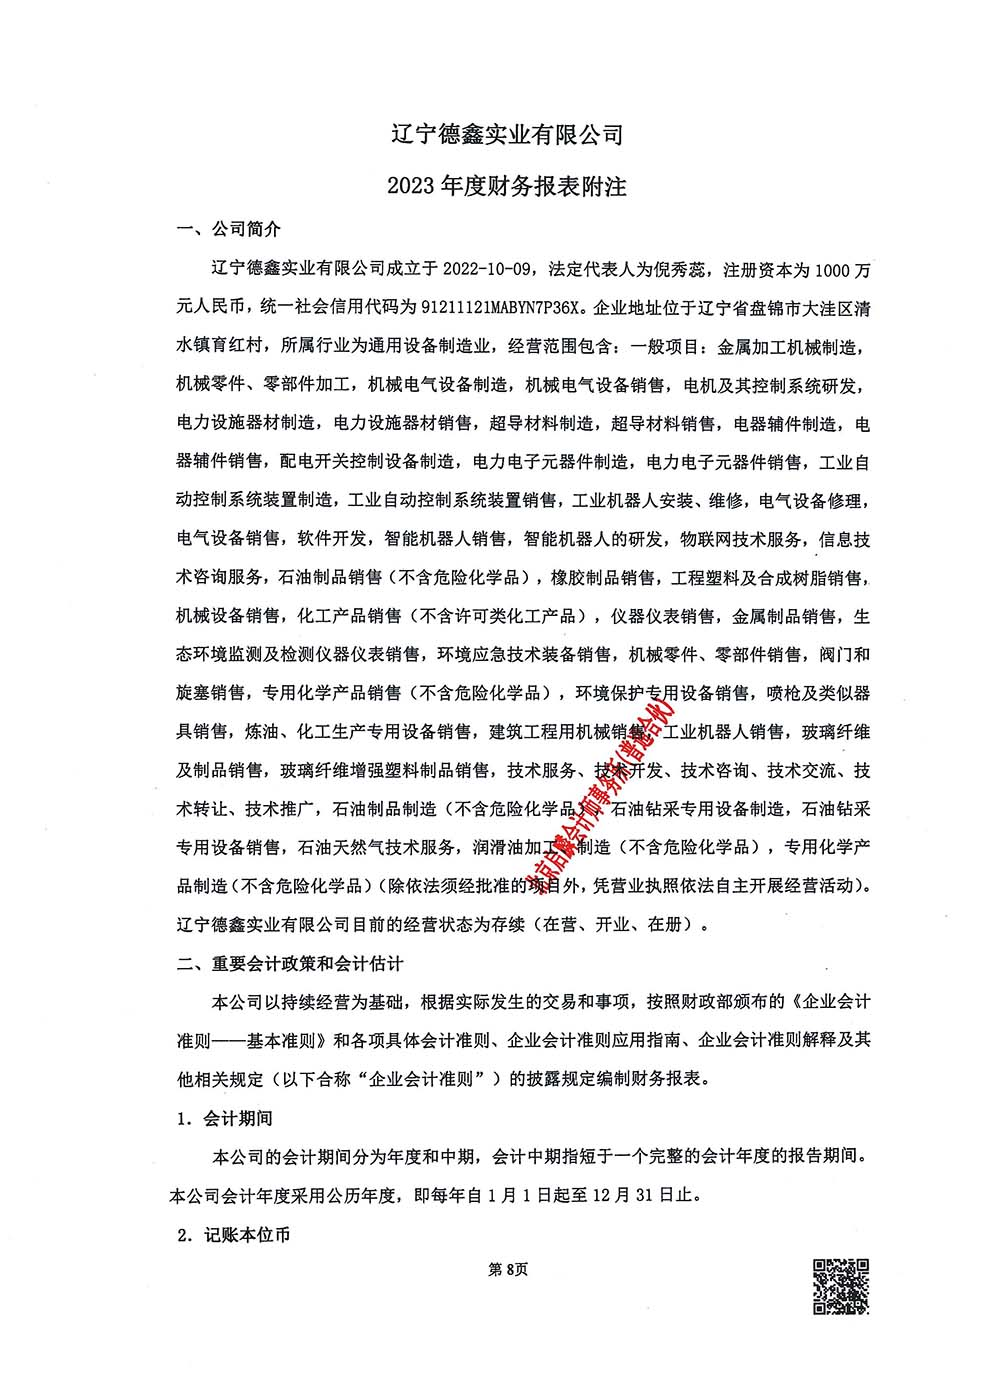 辽宁德鑫实业有限公司
2023 年度财务报表附注
一、公司简介
辽宁德鑫实业有限公司成立于 2022-10-09，法定代表人为倪秀蕊，注册资本为 1000 万
元人民币，统一社会信用代码为 91211121MABYN7P36X。企业地址位于辽宁省盘锦市大洼区清
水镇育红村，所属行业为通用设备制造业，经营范围包含：一般项目：金属加工机械制造，
机械零件、零部件加工，机械电气设备制造，机械电气设备销售，电机及其控制系统研发，
电力设施器材制造，电力设施器材销售，超导材料制造，超导材料销售，电器辅件制造，电
器辅件销售，配电开关控制设备制造，电力电子元器件制造，电力电子元器件销售，工业自
动控制系统装置制造，工业自动控制系统装置销售，工业机器人安装、维修，电气设备修理，
电气设备销售，软件开发，智能机器人销售，智能机器人的研发，物联网技术服务，信息技
术咨询服务，石油制品销售（不含危险化学品），橡胶制品销售，工程塑料及合成树脂销售，
机械设备销售，化工产品销售（不含许可类化工产品），仪器仪表销售，金属制品销售，生
态环境监测及检测仪器仪表销售，环境应急技术装备销售，机械零件、零部件销售，阀门和
旋塞销售，专用化学产品销售（不含危险化学品），环境保护专用设备销售，喷枪及类似器
具销售，炼油、化工生产专用设备销售，建筑工程用机械销售，工业机器人销售，玻璃纤维
及制品销售，玻璃纤维增强塑料制品销售，技术服务、技术开发、技术咨询、技术交流、技
术转让、技术推广，石油制品制造（不含危险化学品），石油钻采专用设备制造，石油钻采
专用设备销售，石油天然气技术服务，润滑油加工、制造（不含危险化学品），专用化学产
品制造（不含危险化学品）（除依法须经批准的项目外，凭营业执照依法自主开展经营活动）。
辽宁德鑫实业有限公司目前的经营状态为存续（在营、开业、在册）。
北京启麟会计师事务所(普通合伙)
二、重要会计政策和会计估计
本公司以持续经营为基础，根据实际发生的交易和事项，按照财政部颁布的《企业会计
准则——基本准则》和各项具体会计准则、企业会计准则应用指南、企业会计准则解释及其
他相关规定（以下合称“企业会计准则”）的披露规定编制财务报表。
1．会计期间
本公司的会计期间分为年度和中期，会计中期指短于一个完整的会计年度的报告期间。
本公司会计年度采用公历年度，即每年自 1 月 1 日起至 12 月 31 日止。
2．记账本位币
第 8页